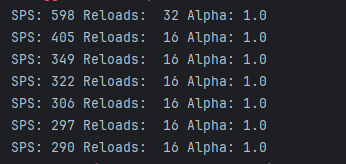 SPS: 598 Reloads:  32 Alpha: 1.0
SPS: 405 Reloads:  16 Alpha: 1.0
SPS: 349 Reloads:  16 Alpha: 1.0
SPS: 322 Reloads:  16 Alpha: 1.0
SPS: 306 Reloads:  16 Alpha: 1.0
SPS: 297 Reloads:  16 Alpha: 1.0
SPS: 290 Reloads:  16 Alpha: 1.0